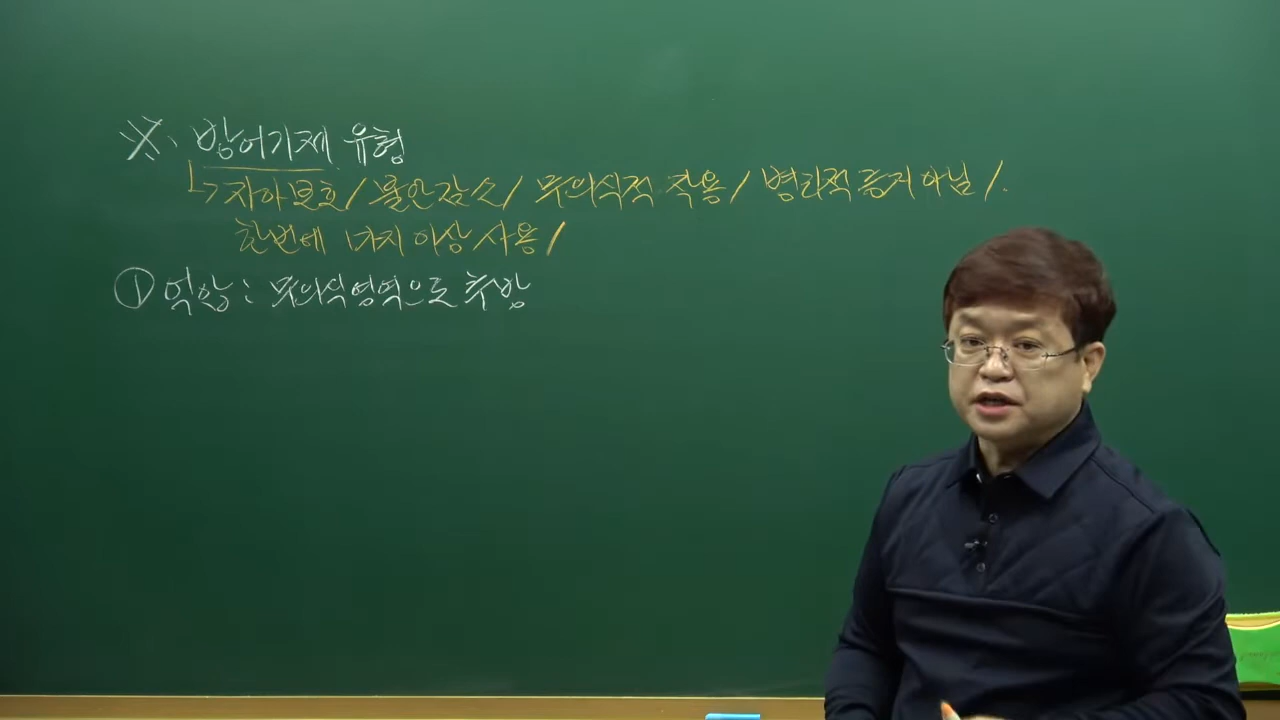 ※. 방어기제 유형
↳ 자아보호/불안감소/무의식적 작용/병리적 증거 아님/.
한번에 1가지 이상 사용/
① 억압: 무의식영역으로 추방